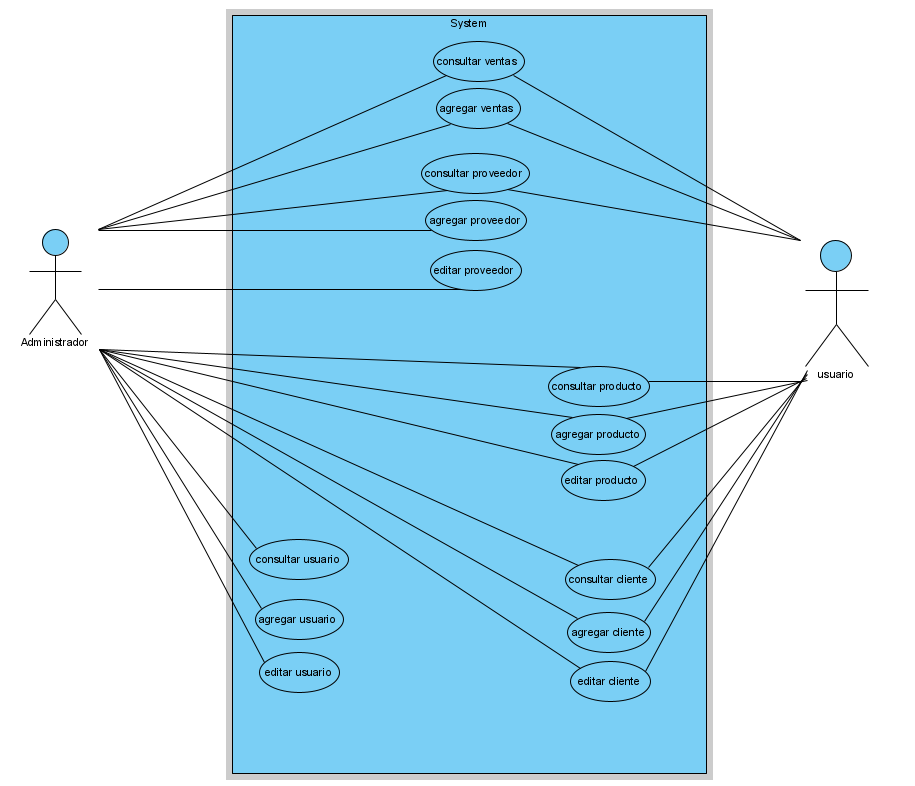 System
consultar ventas
agregar ventas
consultar proveedor
agregar proveedor
editar proveedor
Administrador
usuario
consultar producto
agregar producto
editar producto
consultar usuario
consultar cliente
agregar usuario
agregar cliente
editar usuario
editar cliente